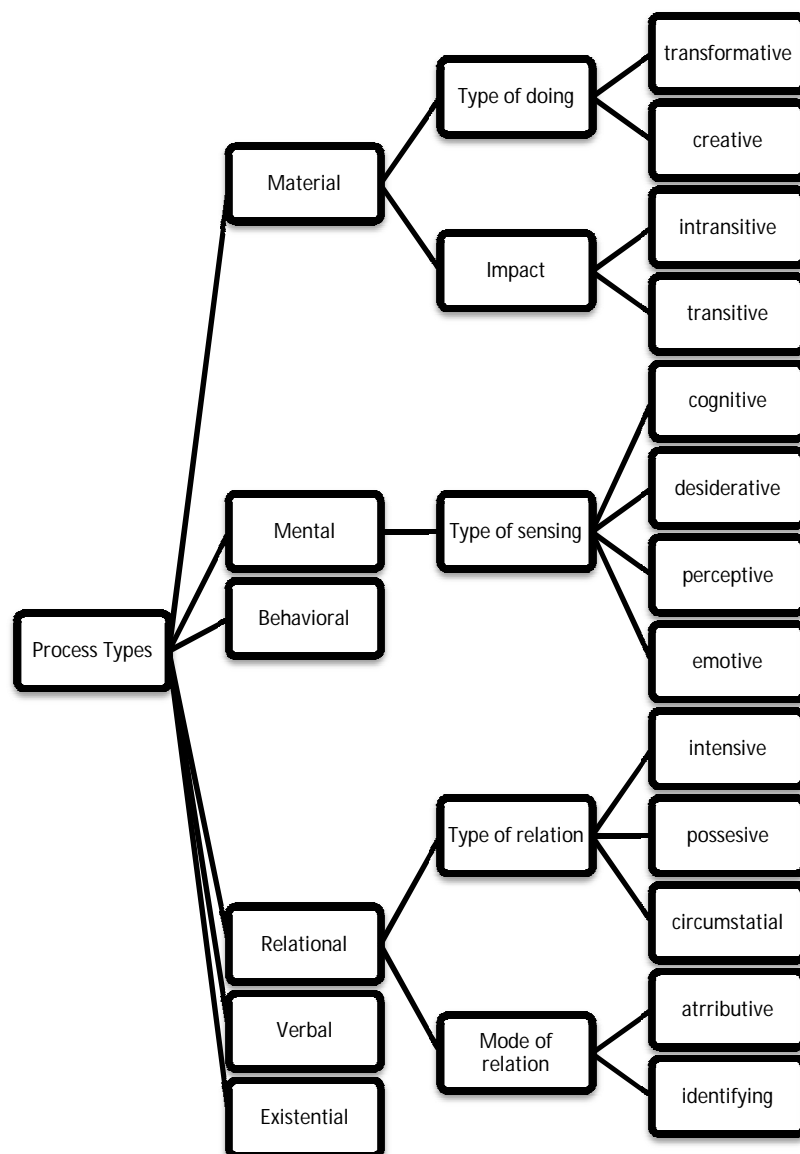 transformative
Type of doing
creative
Material
intransitive
Impact
transitive
cognitive
desiderative
Mental
Type of sensing
perceptive
Behavioral
Process Types
emotive
intensive
Type of relation
possesive
circumstatial
Relational
atrributive
Verbal
Mode of
relation
identifying
Existential